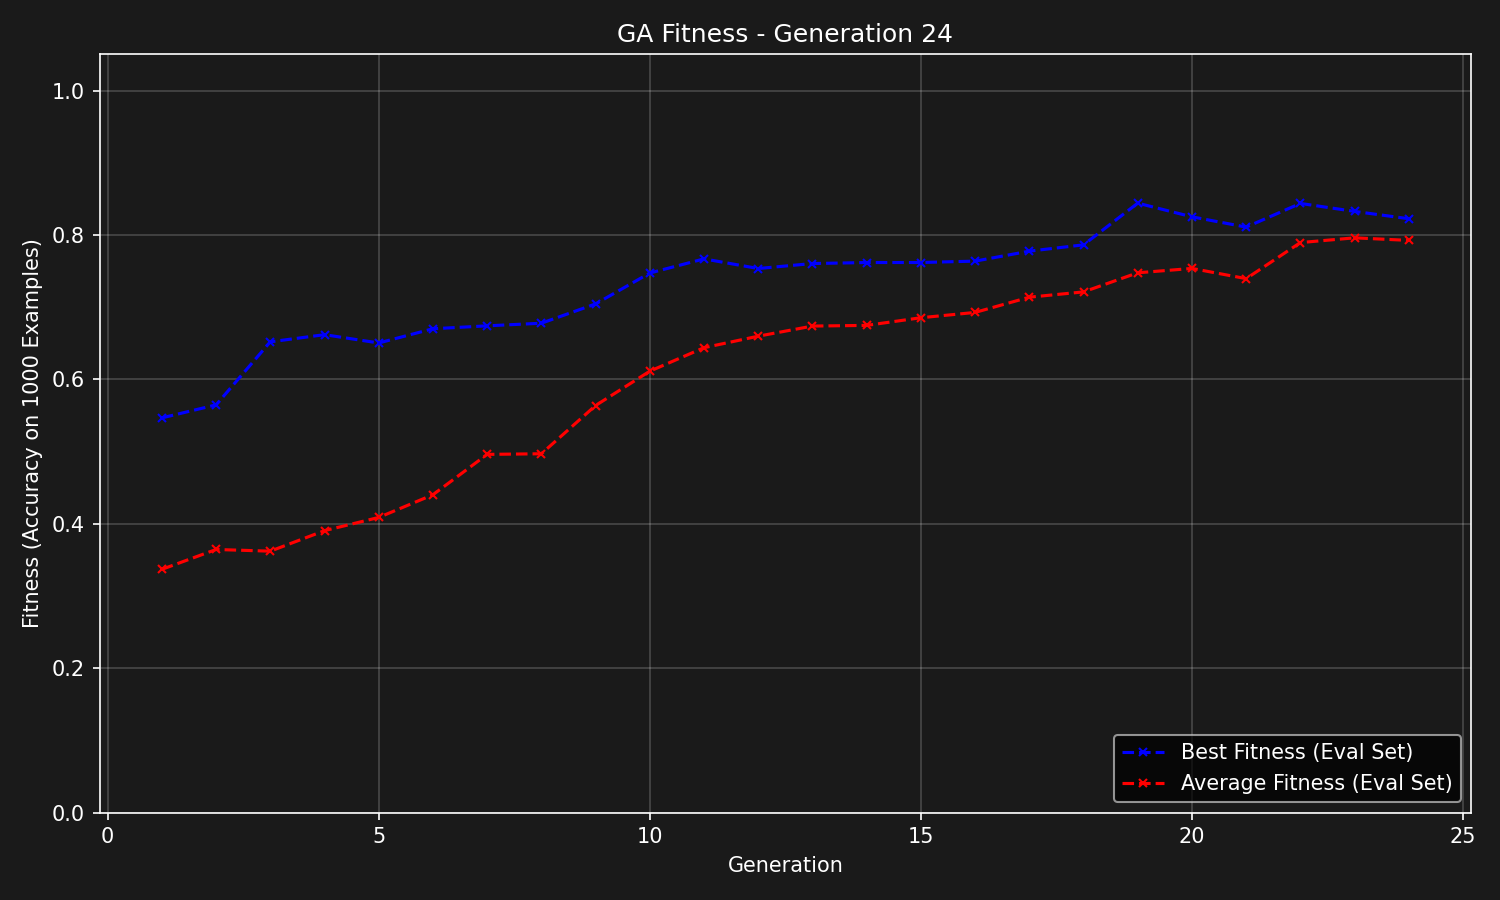 GA Fitness - Generation 24
Fitness (Accuracy on 1000 Examples)
1.0
0.8
0.6
0.4
0.2
0.0
0 5 10 15 20 25
Generation
Best Fitness (Eval Set)
Average Fitness (Eval Set)